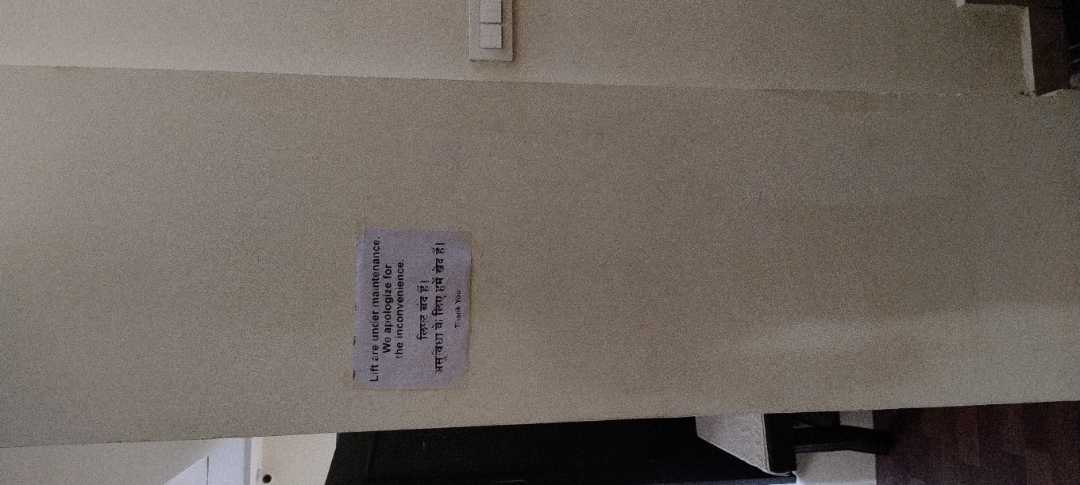 Lift are under maintenance.
We apologize for
the inconvenience.
लिफ्ट बंद हैं।
असुविधा के लिए हमें खेद हैं।
Thank You